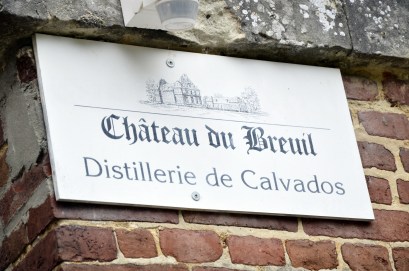 Château du Breuil
Distillerie de Calvados